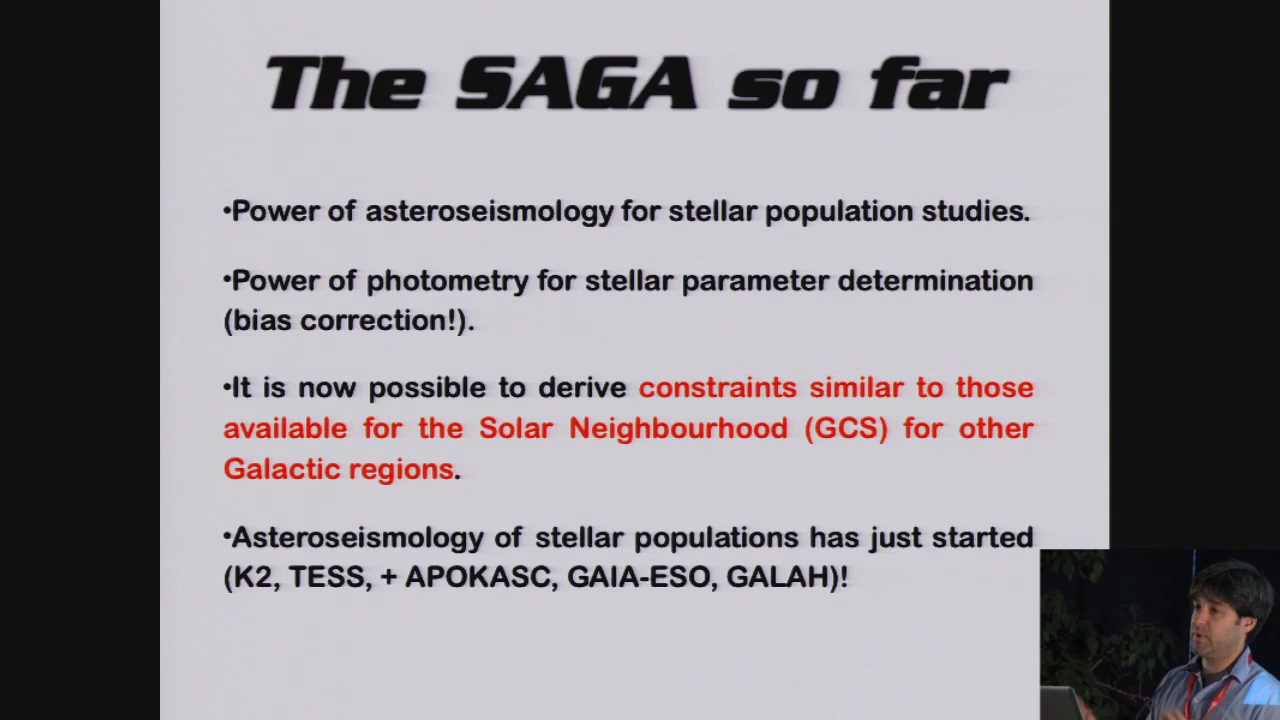 The SAGA so far
•Power of asteroseismology for stellar population studies.
•Power of photometry for stellar parameter determination
(bias correction!).
•It is now possible to derive constraints similar to those
available for the Solar Neighbourhood (GCS) for other
Galactic regions.
•Asteroseismology of stellar populations has just started
(K2, TESS, + APOKASC, GAIA-ESO, GALAH)!